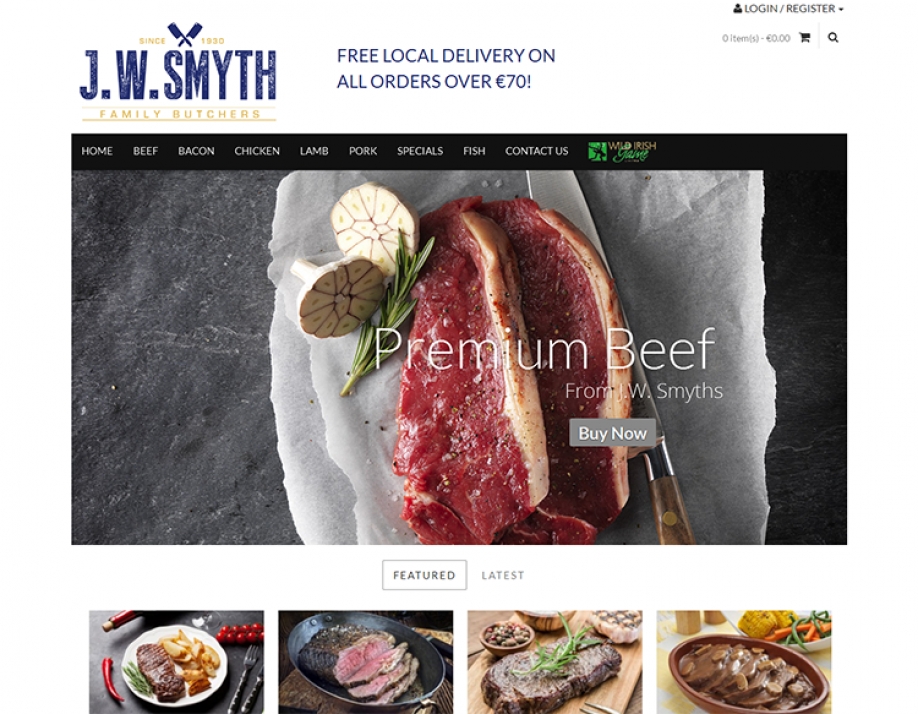 LOGIN / REGISTER
SINCE 1930
J.W.SMYTH
FAMILY BUTCHERS
FREE LOCAL DELIVERY ON
ALL ORDERS OVER €70!
0 item(s) - €0.00
HOME BEEF BACON CHICKEN LAMB PORK SPECIALS FISH CONTACT US WILD IRISH
Game
Premium Beef
From J.W. Smyths
Buy Now
FEATURED LATEST